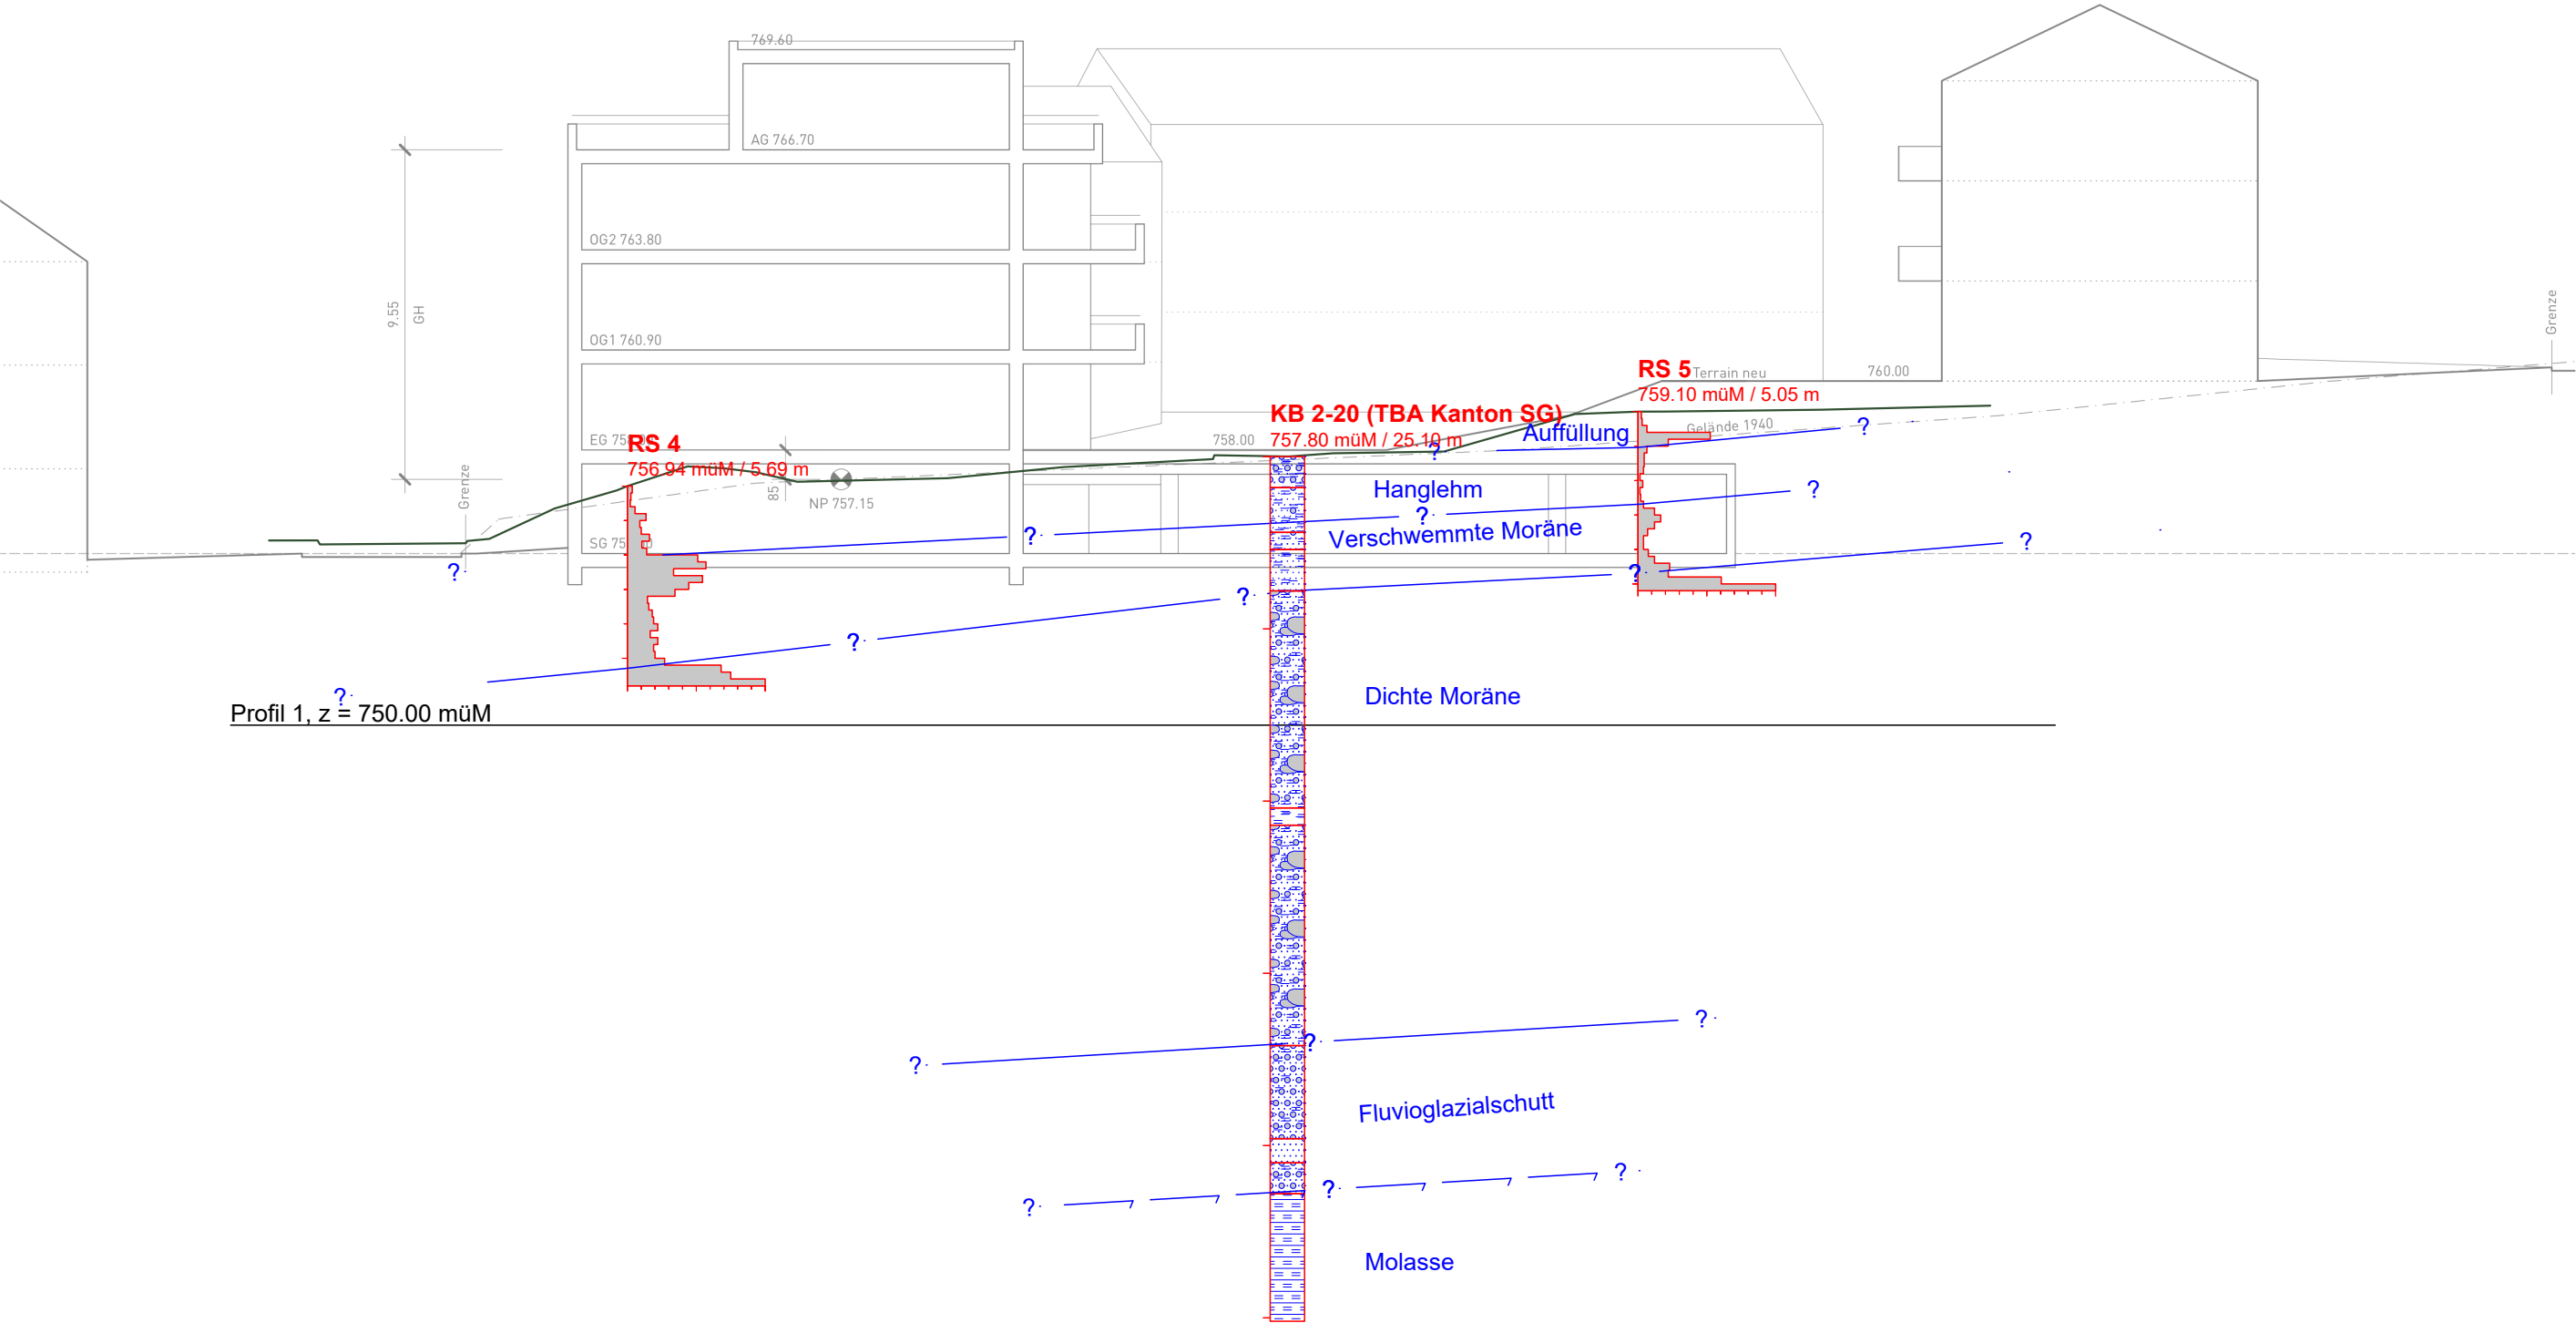 769.60
AG 766.70
OG2 763.80
9.55
GH
OG1 760.90
Grenze
RS 5
Terrain neu
760.00
759.10 müM / 5.05 m
KB 2-20 (TBA Kanton SG)
757.80 müM / 25.10 m
758.00
Auffüllung
?
Gelände 1940
?
EG
RS 4
756.94 müM / 5.69 m
Grenze
85
NP 757.15
Hanglehm
?
?
Verschwemmte Moräne
?
SG
?
?
?
?
?
?
Dichte Moräne
?
Profil 1, z = 750.00 müM
?
?
?
Fluvioglazialschutt
?
?
?
Molasse